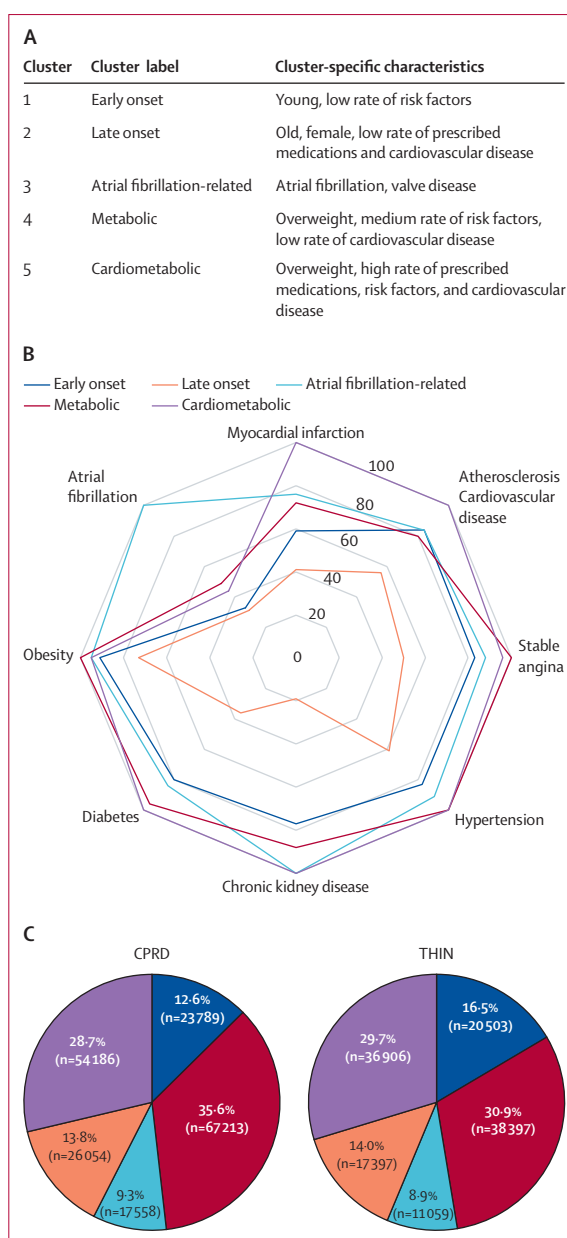 A
Cluster Cluster label Cluster-specific characteristics
1 Early onset Young, low rate of risk factors
2 Late onset Old, female, low rate of prescribed
medications and cardiovascular disease
3 Atrial fibrillation-related Atrial fibrillation, valve disease
4 Metabolic Overweight, medium rate of risk factors,
low rate of cardiovascular disease
5 Cardiometabolic Overweight, high rate of prescribed
medications, risk factors, and cardiovascular
disease
B
Early onset Late onset Atrial fibrillation-related
Metabolic Cardiometabolic
Myocardial infarction
Atrial
fibrillation
100
Atherosclerosis
Cardiovascular
disease
80
60
40
20
0
Obesity
Stable
angina
Diabetes
Hypertension
Chronic kidney disease
C
CPRD
12·6%
(n=23789)
28·7%
(n=54186)
35·6%
(n=67213)
13·8%
(n=26054)
9·3%
(n=17558)
THIN
16·5%
(n=20503)
29·7%
(n=36906)
30·9%
(n=38397)
14·0%
(n=17397)
8·9%
(n=11059)